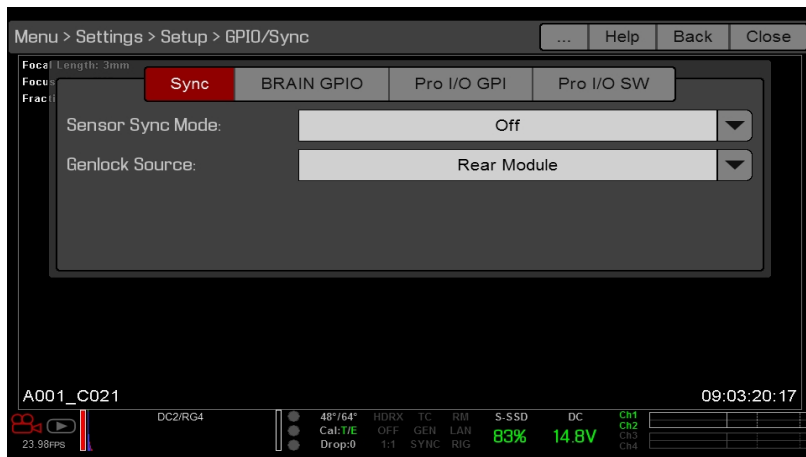 Menu > Settings > Setup > GPIO/Sync ... Help Back Close
Focal Length: 3mm
Focus
Fracti
Sync BRAIN GPIO Pro I/O GPI Pro I/O SW
Sensor Sync Mode: Off
Genlock Source: Rear Module
A001_C021 09:03:20:17
DC2/RG4 48°/64° HDRX TC RM S-SSD DC Ch1
Ch2
Cal:T/E OFF GEN LAN 83% 14.8V Ch3
23.98FPS Drop:0 1:1 SYNC RIG Ch4